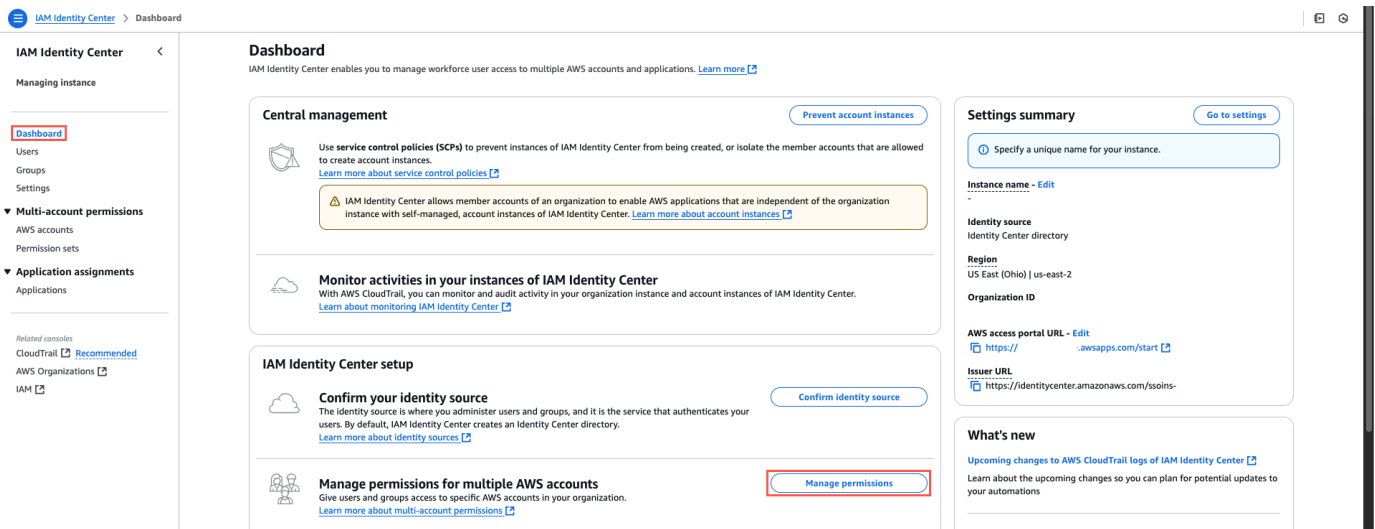 IAM Identity Center > Dashboard
IAM Identity Center
Managing instance
Dashboard
Users
Groups
Settings
Multi-account permissions
AWS accounts
Permission sets
Application assignments
Applications
Related consoles
CloudTrail Recommended
AWS Organizations
IAM
Dashboard
IAM Identity Center enables you to manage workforce user access to multiple AWS accounts and applications. Learn more
Central management
Prevent account instances
Use service control policies (SCPs) to prevent instances of IAM Identity Center from being created, or isolate the member accounts that are allowed
to create account instances.
Learn more about service control policies
IAM Identity Center allows member accounts of an organization to enable AWS applications that are independent of the organization
instance with self-managed, account instances of IAM Identity Center. Learn more about account instances
Monitor activities in your instances of IAM Identity Center
With AWS CloudTrail, you can monitor and audit activity in your organization instance and account instances of IAM Identity Center.
Learn about monitoring IAM Identity Center
IAM Identity Center setup
Confirm your identity source
Confirm identity source
The identity source is where you administer users and groups, and it is the service that authenticates your
users. By default, IAM Identity Center creates an Identity Center directory.
Learn more about identity sources
Manage permissions for multiple AWS accounts
Manage permissions
Give users and groups access to specific AWS accounts in your organization.
Learn more about multi-account permissions
Settings summary
Go to settings
Specify a unique name for your instance.
Instance name - Edit
-
Identity source
Identity Center directory
Region
US East (Ohio) | us-east-2
Organization ID
AWS access portal URL - Edit
https:// .awsapps.com/start
Issuer URL
https://identitycenter.amazonaws.com/ssoins-
What's new
Upcoming changes to AWS CloudTrail logs of IAM Identity Center
Learn about the upcoming changes so you can plan for potential updates to
your automations